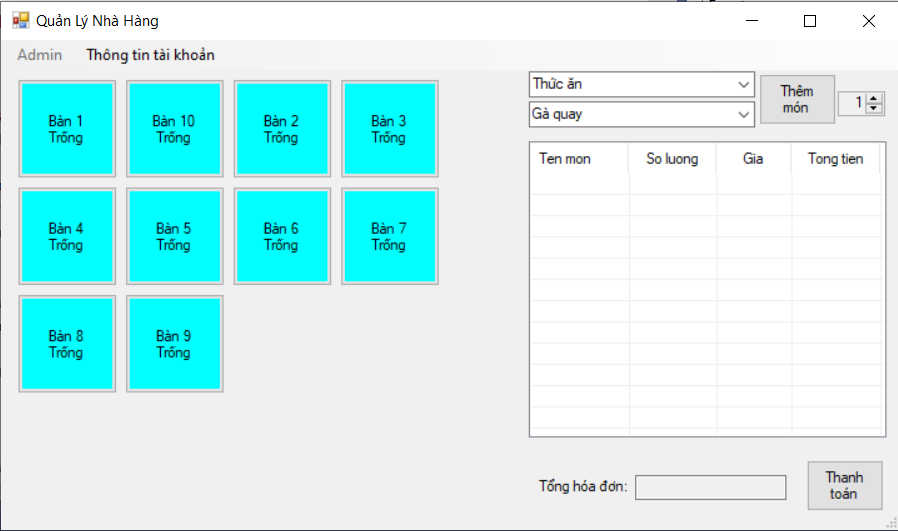 Quản Lý Nhà Hàng
Admin Thông tin tài khoản
Bàn 1
Trống
Bàn 10
Trống
Bàn 2
Trống
Bàn 3
Trống
Bàn 4
Trống
Bàn 5
Trống
Bàn 6
Trống
Bàn 7
Trống
Bàn 8
Trống
Bàn 9
Trống
Thức ăn
Gà quay
Thêm
món
1
Ten mon So luong Gia Tong tien
Tổng hóa đơn:
Thanh
toán